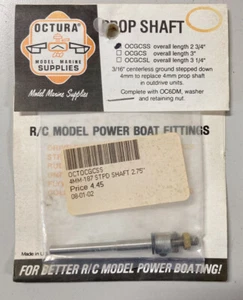 OCTURA
MODEL MARINE
SUPPLIES
Model Marine Supplies
PROP SHAFT
OCGCSS overall length 2 3/4"
OCGCS overall length 3"
OCGCSL overall length 3 1/4"
3/16" centerless ground stepped down
4mm to replace 4mm prop shaft
in outdrive units.
Complete with OC6DM, washer
and retaining nut.
R/C MODEL POWER BOAT FITTINGS
OCTOCGCSS
4MM-187 STPD SHAFT 2.75"
Price 4.45
08-01-02
Made in U
FOR BETTER R/C MODEL POWER BOATING!